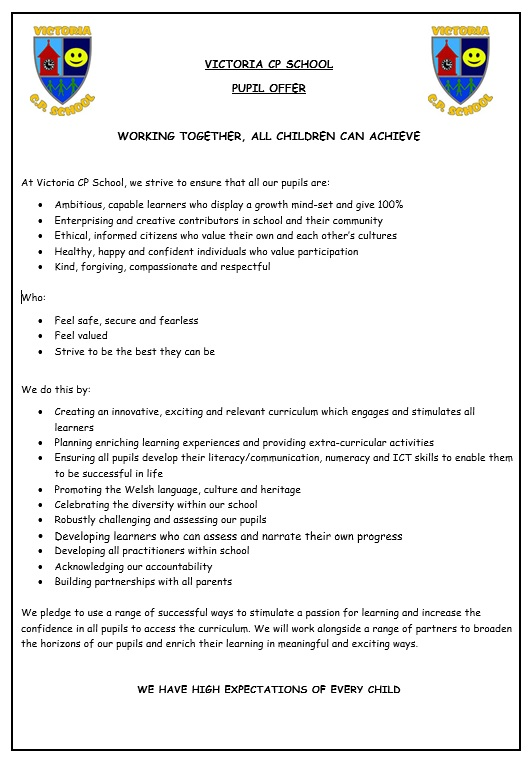 VICTORIA
C.P. SCHOOL
VICTORIA CP SCHOOL
VICTORIA
C.P. SCHOOL
PUPIL OFFER
WORKING TOGETHER, ALL CHILDREN CAN ACHIEVE
At Victoria CP School, we strive to ensure that all our pupils are:
• Ambitious, capable learners who display a growth mind-set and give 100%
• Enterprising and creative contributors in school and their community
• Ethical, informed citizens who value their own and each other's cultures
• Healthy, happy and confident individuals who value participation
• Kind, forgiving, compassionate and respectful
Who:
• Feel safe, secure and fearless
• Feel valued
• Strive to be the best they can be
We do this by:
• Creating an innovative, exciting and relevant curriculum which engages and stimulates all
learners
• Planning enriching learning experiences and providing extra-curricular activities
• Ensuring all pupils develop their literacy/communication, numeracy and ICT skills to enable them
to be successful in life
• Promoting the Welsh language, culture and heritage
• Celebrating the diversity within our school
• Robustly challenging and assessing our pupils
• Developing learners who can assess and narrate their own progress
• Developing all practitioners within school
• Acknowledging our accountability
• Building partnerships with all parents
We pledge to use a range of successful ways to stimulate a passion for learning and increase the
confidence in all pupils to access the curriculum. We will work alongside a range of partners to broaden
the horizons of our pupils and enrich their learning in meaningful and exciting ways.
WE HAVE HIGH EXPECTATIONS OF EVERY CHILD